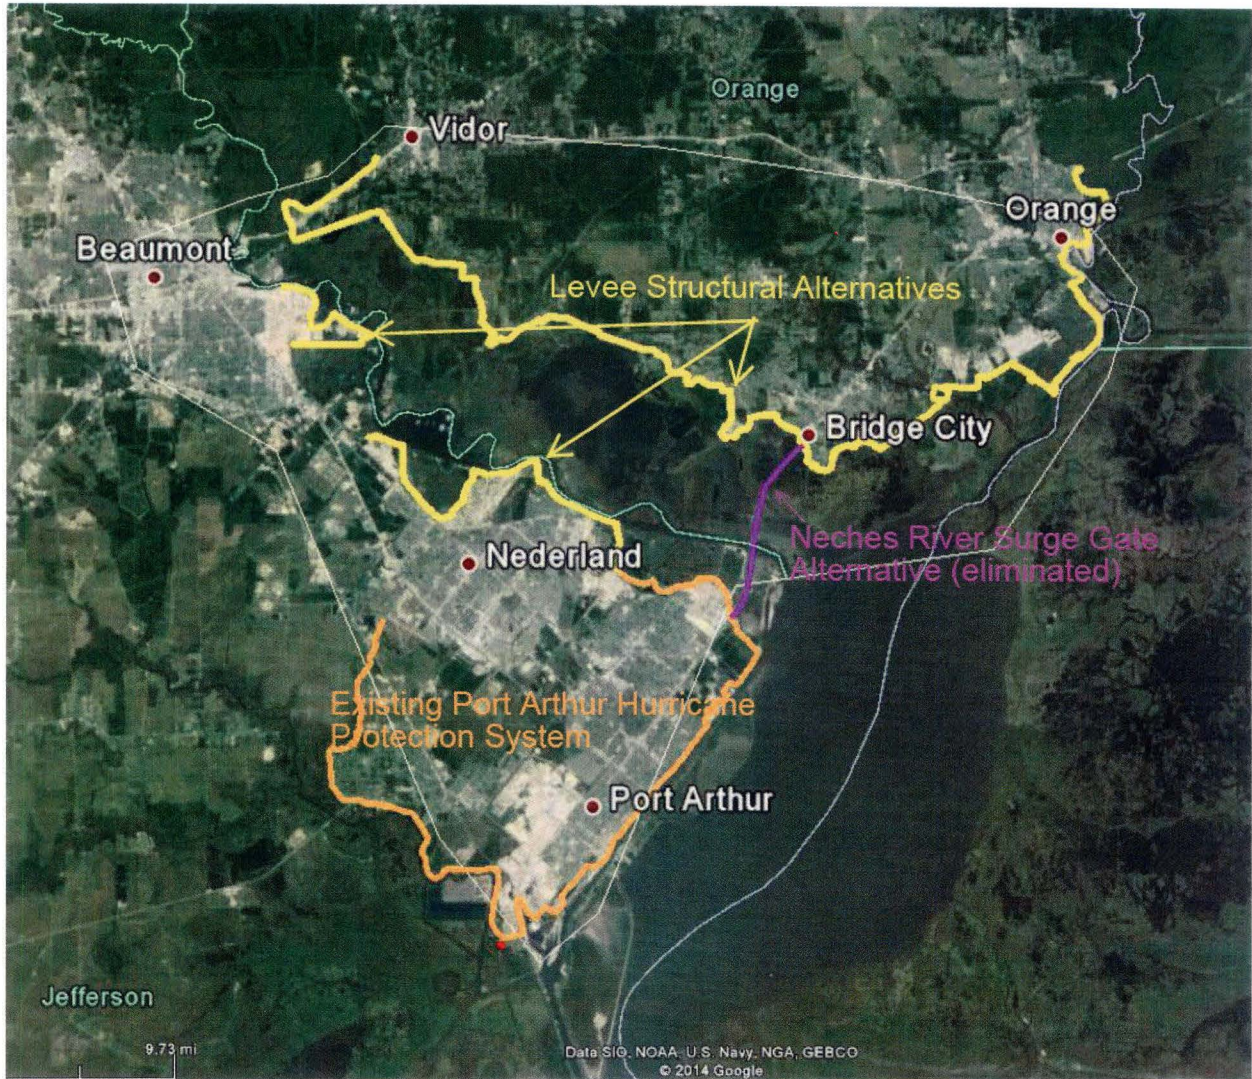 Orange
Vidor
Orange
Beaumont
Levee Structural Alternatives
Bridge City
Neches River Surge Gate
Alternative (eliminated)
Nederland
Existing Port Arthur Hurricane
Protection System
Port Arthur
Jefferson
9.73 mi
Data SIO, NOAA, U.S. Navy, NGA, GEBCO
© 2014 Google